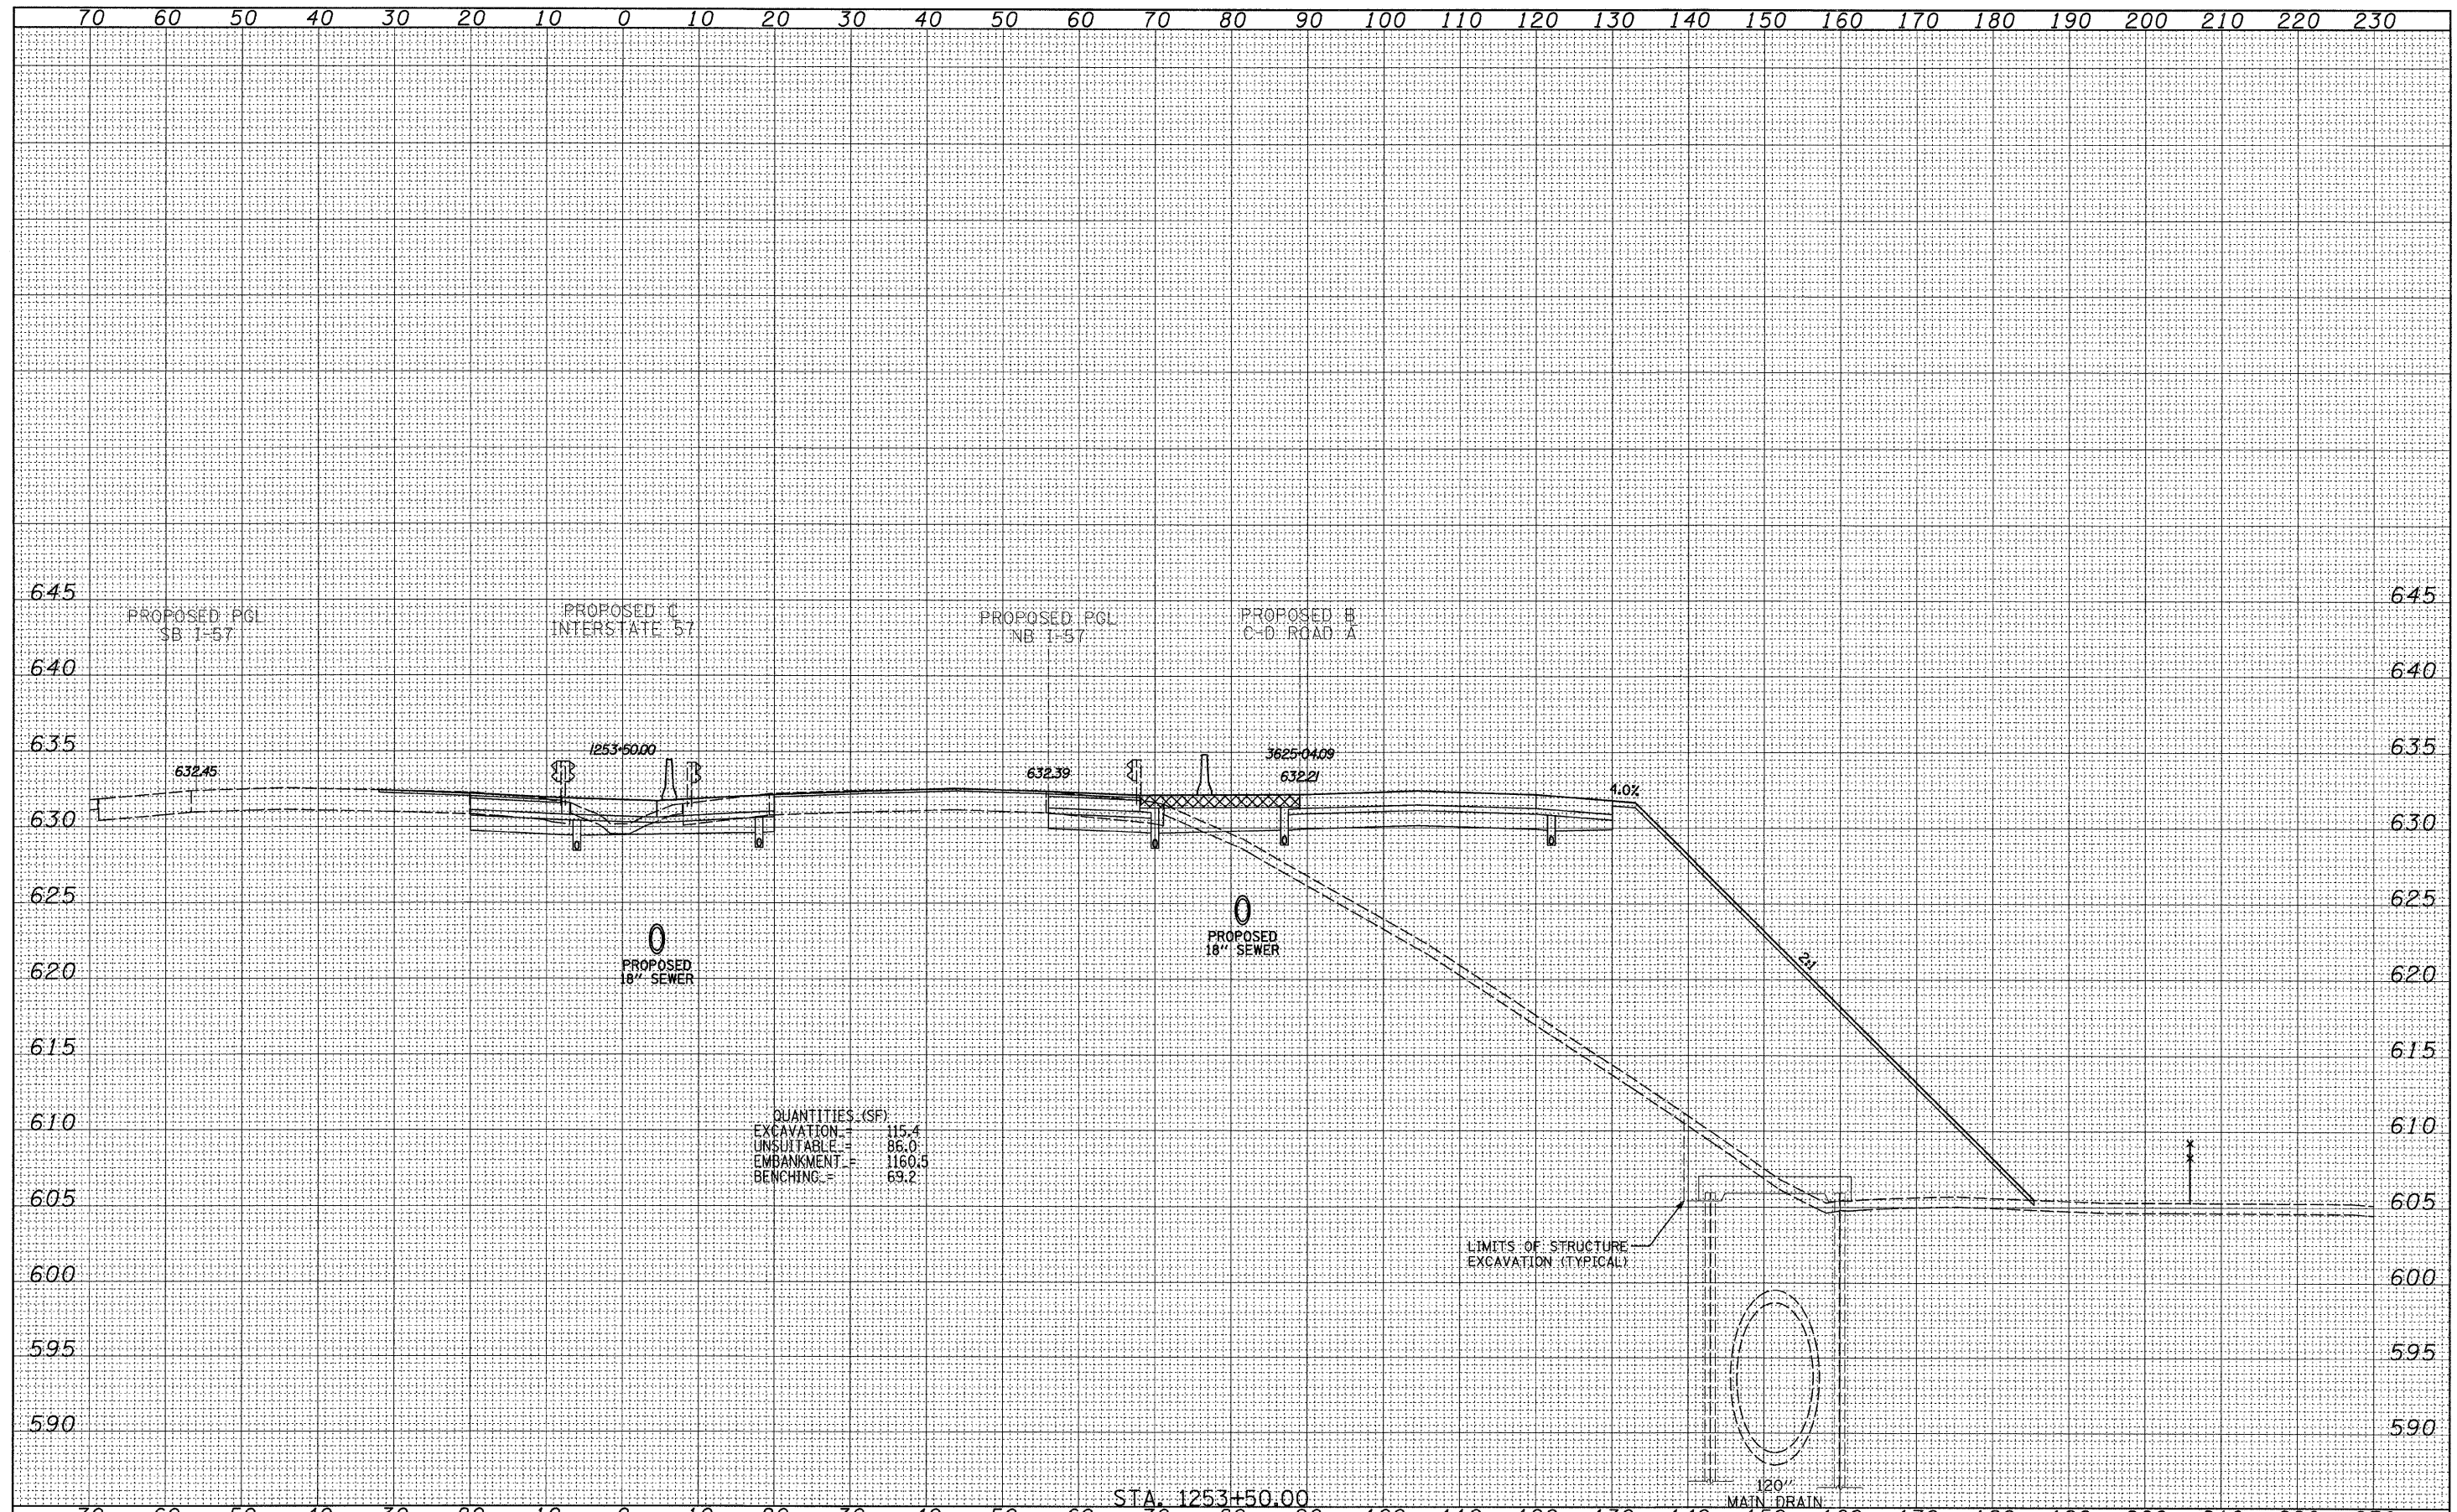 70 60 50 40 30 20 10 0 10 20 30 40 50 60 70 80 90 100 110 120 130 140 150 160 170 180 190 200 210 220 230
645 645
PROPOSED PGL
SB I-57
PROPOSED ℄
INTERSTATE 57
PROPOSED PGL
NB I-57
PROPOSED B
C-D ROAD A
640 640
635 635
632.45
1253+50.00
632.39
3625+04.09
632.21
4.0%
630 630
625 625
PROPOSED
18" SEWER
PROPOSED
18" SEWER
620 620
2:1
615 615
610 610
QUANTITIES (SF)
EXCAVATION = 115.4
UNSUITABLE = 86.0
EMBANKMENT = 1160.5
BENCHING = 69.2
605 605
LIMITS OF STRUCTURE
EXCAVATION (TYPICAL)
600 600
595 595
590 590
120"
MAIN DRAIN
STA. 1253+50.00